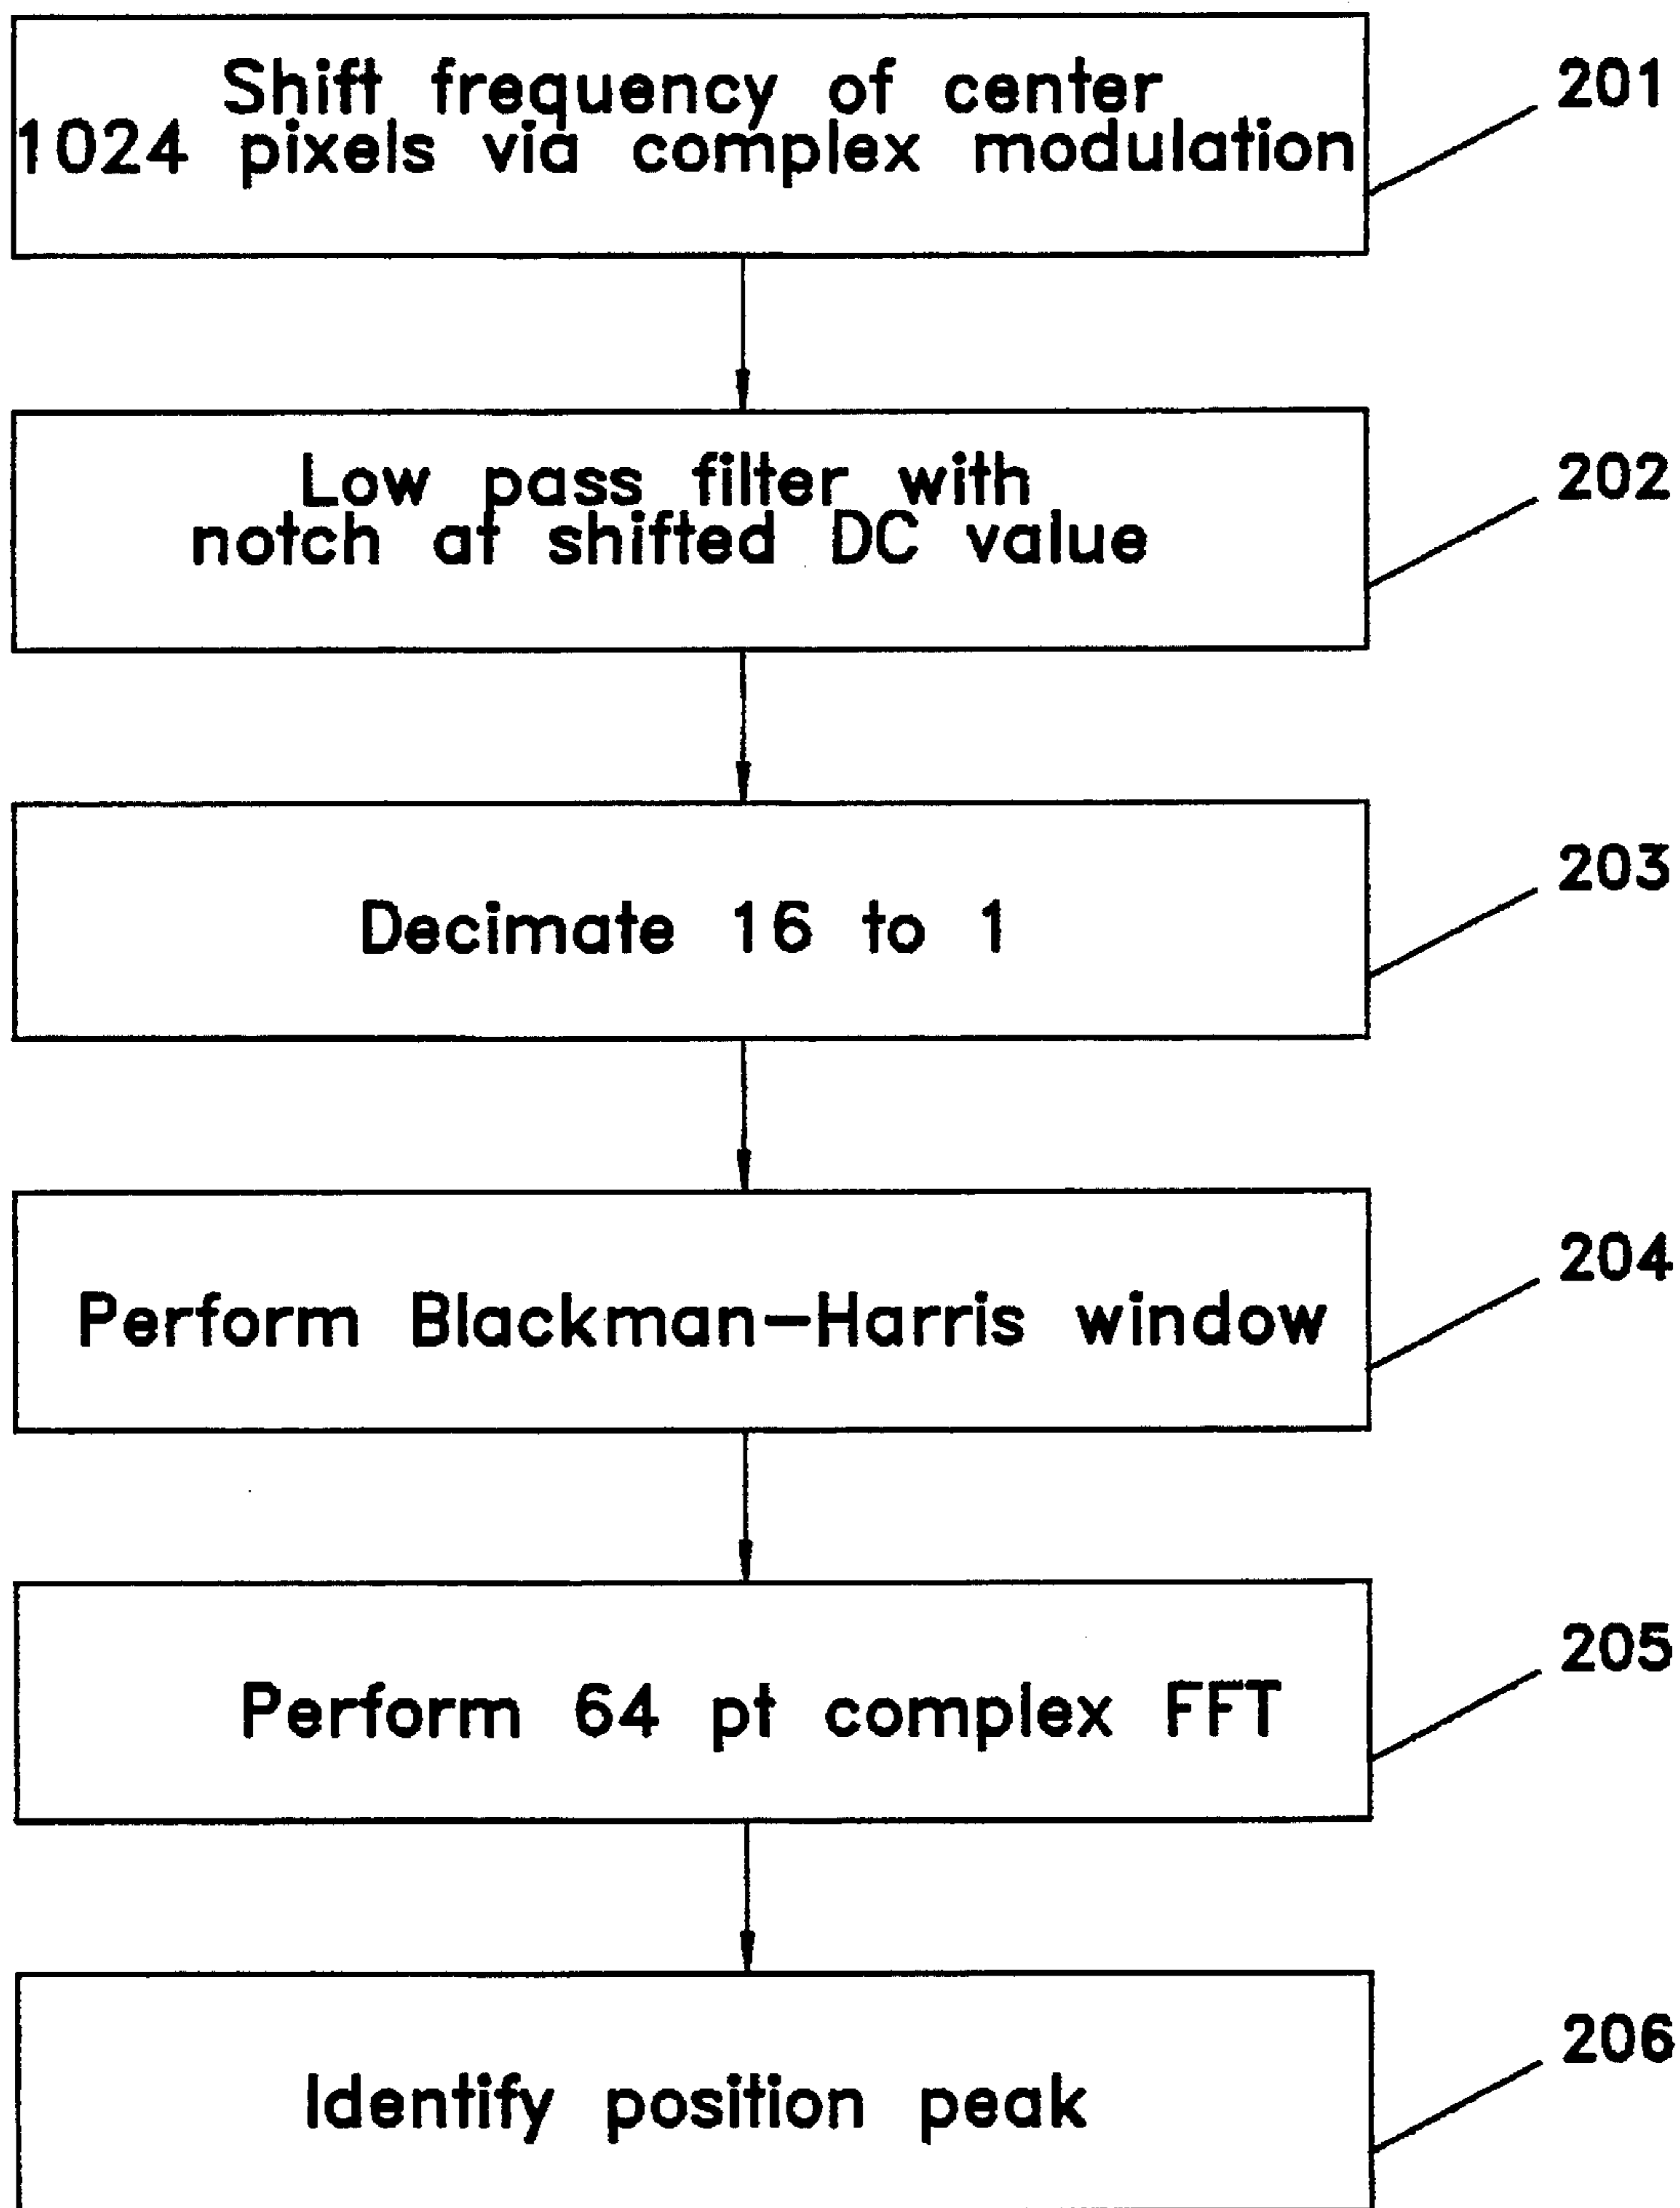 Shift frequency of center
1024 pixels via complex modulation
201
Low pass filter with
notch at shifted DC value
202
Decimate 16 to 1
203
Perform Blackman-Harris window
204
Perform 64 pt complex FFT
205
Identify position peak
206